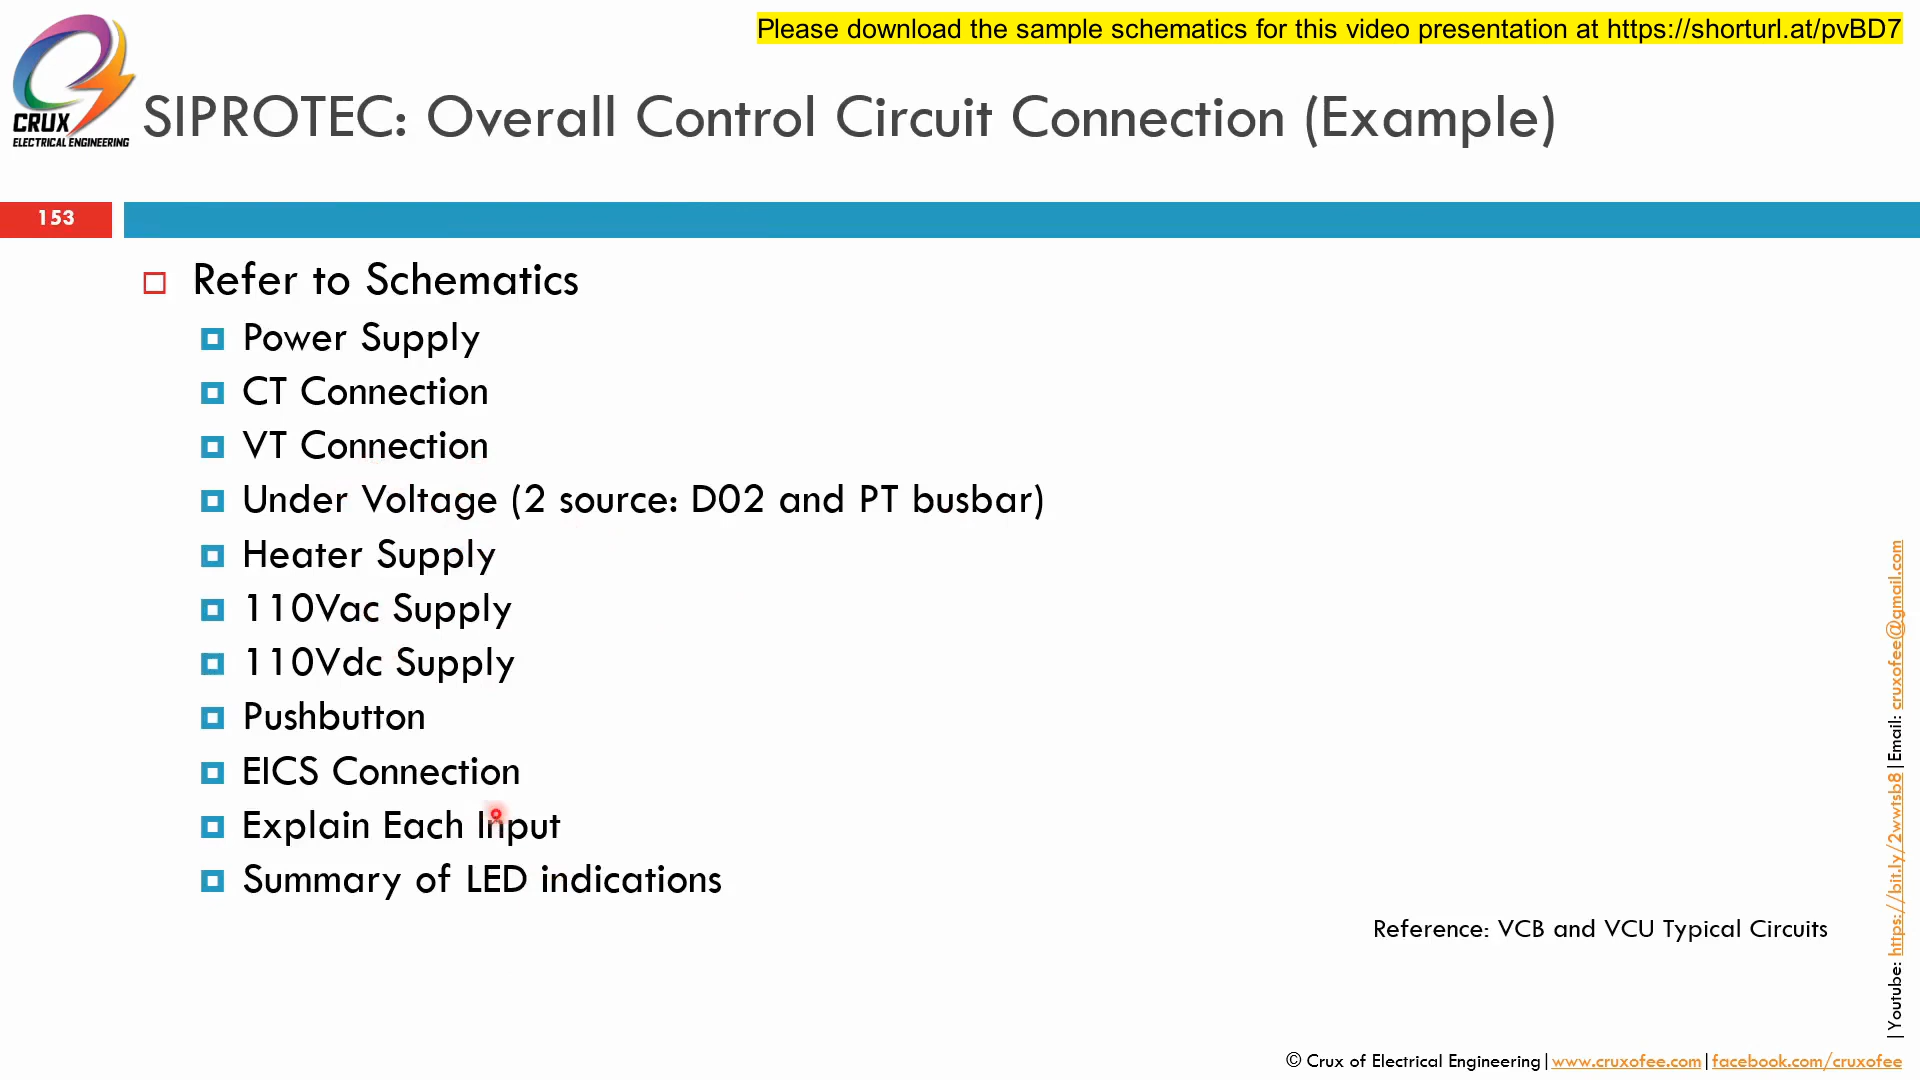 Please download the sample schematics for this video presentation at https://shorturl.at/pvBD7
CRUX
ELECTRICAL ENGINEERING
SIPROTEC: Overall Control Circuit Connection (Example)
153
Refer to Schematics
Power Supply
CT Connection
VT Connection
Under Voltage (2 source: D02 and PT busbar)
Heater Supply
110Vac Supply
110Vdc Supply
Pushbutton
EICS Connection
Explain Each Input
Summary of LED indications
Reference: VCB and VCU Typical Circuits
|Youtube: https://bit.ly/2wwtsb8|Email: cruxofee@gmail.com
© Crux of Electrical Engineering|www.cruxofee.com|facebook.com/cruxofee